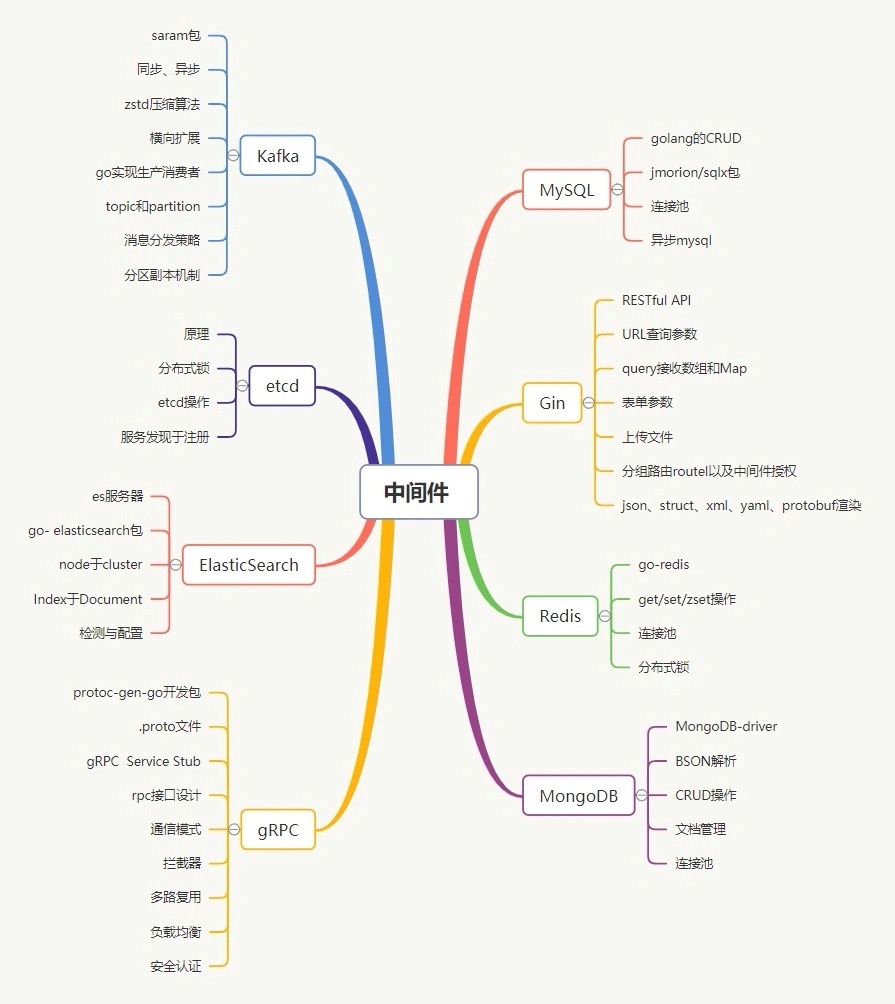 中间件
Kafka
saram包
同步、异步
zstd压缩算法
横向扩展
go实现生产消费者
topic和partition
消息分发策略
分区副本机制
etcd
原理
分布式锁
etcd操作
服务发现于注册
ElasticSearch
es服务器
go- elasticsearch包
node于cluster
Index于Document
检测与配置
gRPC
protoc-gen-go开发包
.proto文件
gRPC  Service Stub
rpc接口设计
通信模式
拦截器
多路复用
负载均衡
安全认证
MySQL
golang的CRUD
jmorion/sqlx包
连接池
异步mysql
Gin
RESTful API
URL查询参数
query接收数组和Map
表单参数
上传文件
分组路由routel以及中间件授权
json、struct、xml、yaml、protobuf渲染
Redis
go-redis
get/set/zset操作
连接池
分布式锁
MongoDB
MongoDB-driver
BSON解析
CRUD操作
文档管理
连接池